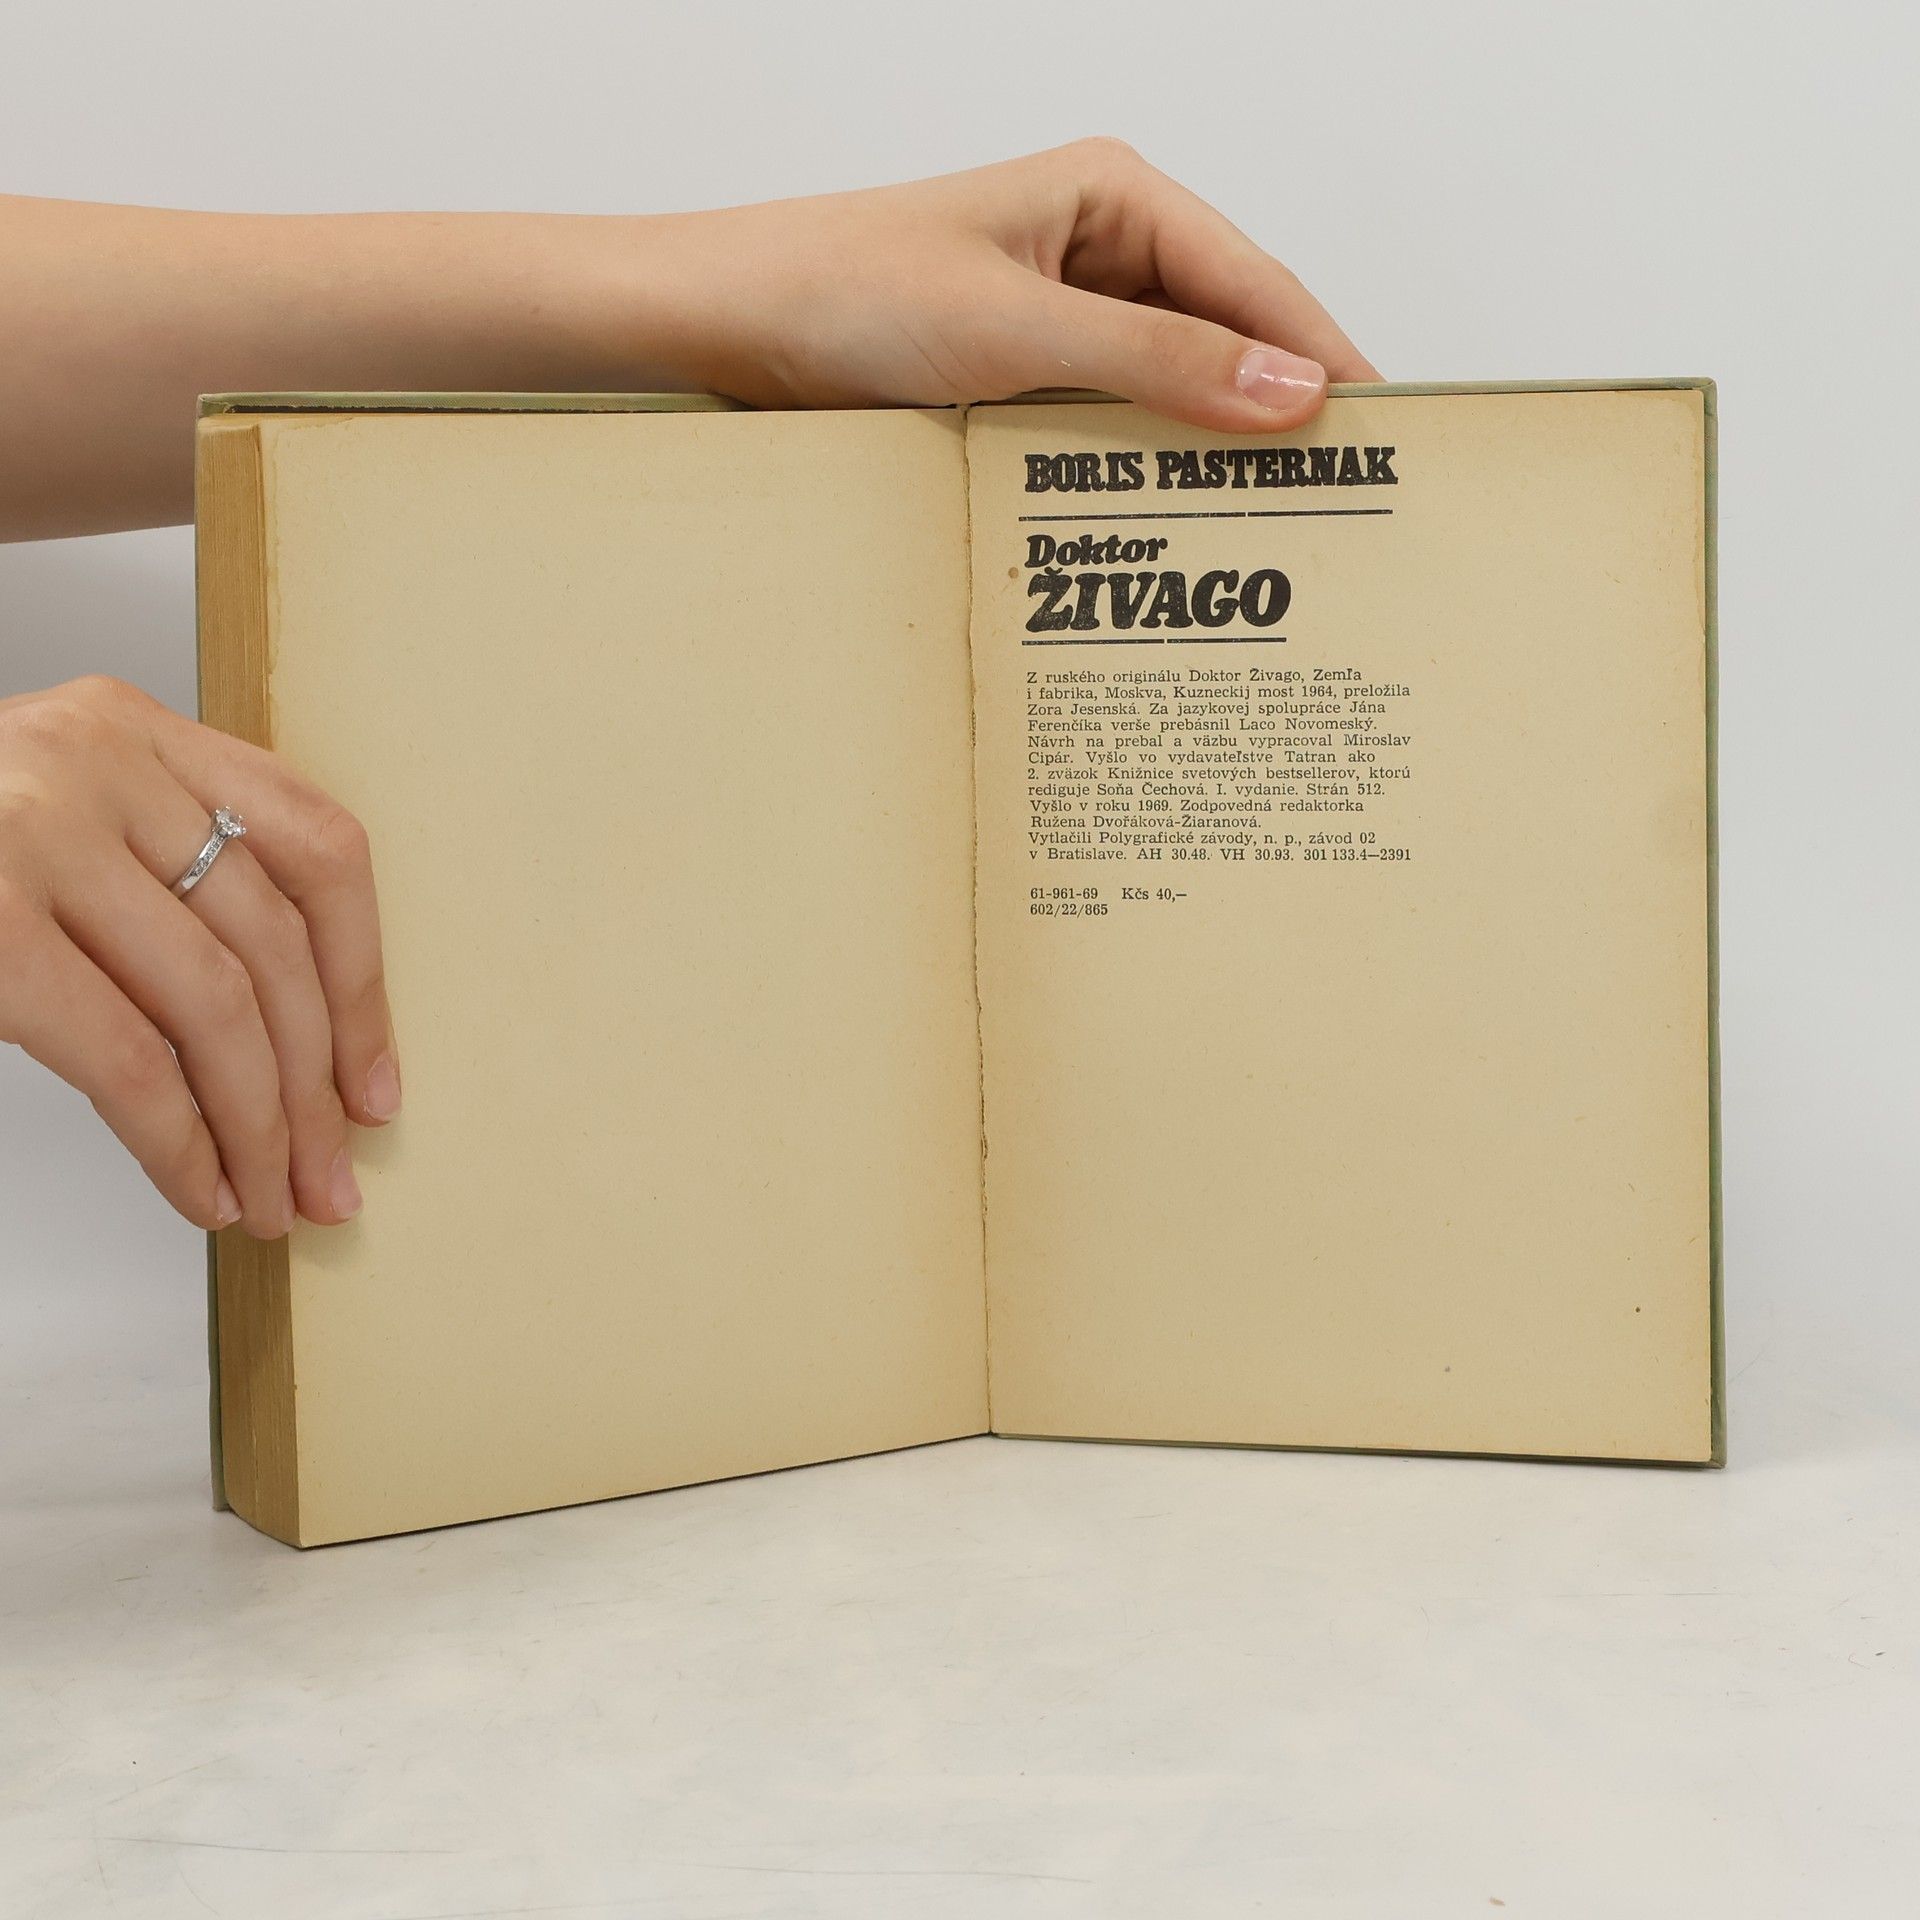 BORIS PASTERNAK
Doktor
ŽIVAGO
Z ruského originálu Doktor Živago, Zemľa
i fabrika, Moskva, Kuzneckij most 1964, preložila
Zora Jesenská. Za jazykovej spolupráce Jána
Ferenčíka verše prebásnil Laco Novomeský.
Návrh na prebal a väzbu vypracoval Miroslav
Cipár. Vyšlo vo vydavateľstve Tatran ako
2. zväzok Knižnice svetových bestsellerov, ktorú
rediguje Soňa Čechová. I. vydanie. Strán 512.
Vyšlo v roku 1969. Zodpovedná redaktorka
Ružena Dvořáková-Žiaranová.
Vytlačili Polygrafické závody, n. p., závod 02
v Bratislave. AH 30.48. VH 30.93. 301 133.4—2391
61-961-69 Kčs 40,—
602/22/865